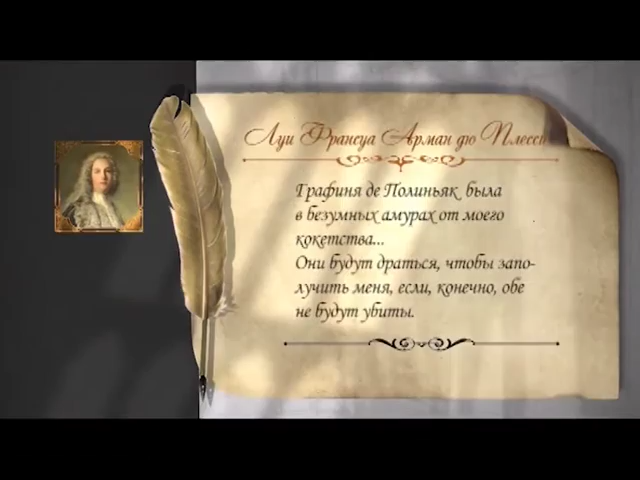 Луи Франсуа Арман дю Плесси
Графиня де Полиньяк была
в безумных амурах от моего
кокетства...
Они будут драться, чтобы запо-
лучить меня, если, конечно, обе
не будут убиты.